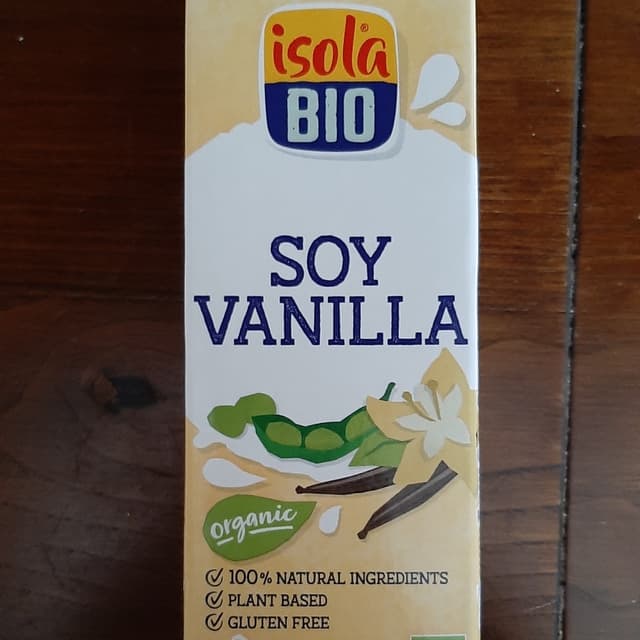 isola
BIO
SOY
VANILLA
organic
100% NATURAL INGREDIENTS
PLANT BASED
GLUTEN FREE